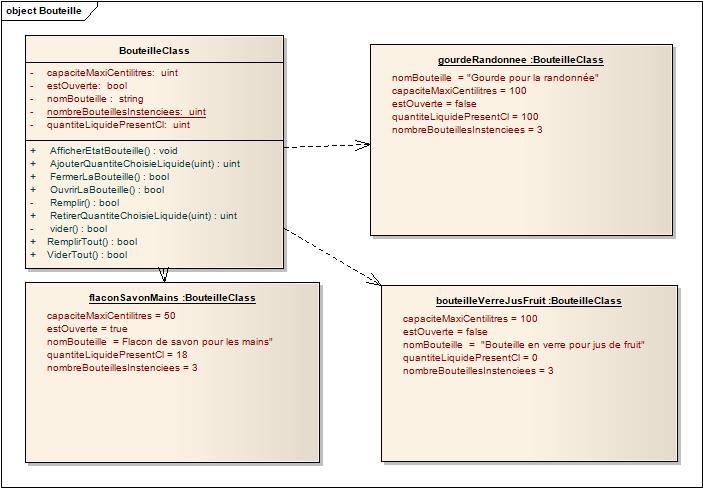 object Bouteille
BouteilleClass
- capaciteMaxiCentilitres: uint
- estOuverte: bool
- nomBouteille : string
- nombreBouteillesInstenciees: uint
- quantiteLiquidePresentCl: uint
+ AfficherEtatBouteille() : void
+ AjouterQuantiteChoisieLiquide(uint) : uint
+ FermerLaBouteille() : bool
+ OuvrirLaBouteille() : bool
- Remplir() : bool
+ RetirerQuantiteChoisieLiquide(uint) : uint
- vider() : bool
+ RemplirTout() : bool
+ ViderTout() : bool
gourdeRandonnee :BouteilleClass
nomBouteille = "Gourde pour la randonnée"
capaciteMaxiCentilitres = 100
estOuverte = false
quantiteLiquidePresentCl = 100
nombreBouteillesInstenciees = 3
flaconSavonMains :BouteilleClass
capaciteMaxiCentilitres = 50
estOuverte = true
nomBouteille = Flacon de savon pour les mains"
quantiteLiquidePresentCl = 18
nombreBouteillesInstenciees = 3
bouteilleVerreJusFruit :BouteilleClass
capaciteMaxiCentilitres = 100
estOuverte = false
nomBouteille = "Bouteille en verre pour jus de fruit"
quantiteLiquidePresentCl = 0
nombreBouteillesInstenciees = 3